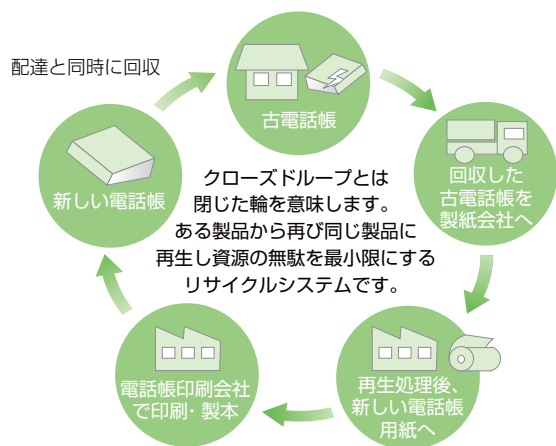 配達と同時に回収
古電話帳
回収した
古電話帳を
製紙会社へ
再生処理後、
新しい電話帳
用紙へ
電話帳印刷会社
で印刷・製本
新しい電話帳
クローズドループとは
閉じた輪を意味します。
ある製品から再び同じ製品に
再生し資源の無駄を最小限にする
リサイクルシステムです。